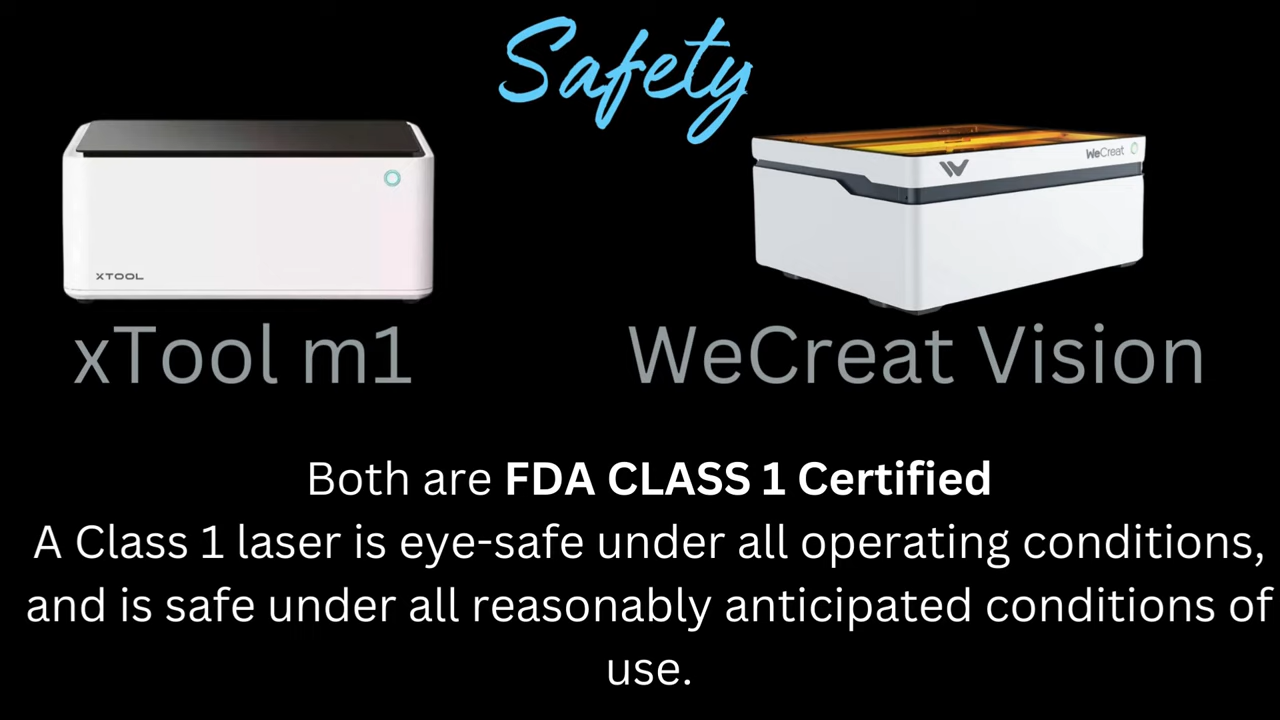 Safety
WeCreat
XTOOL
xTool m1
WeCreat Vision
Both are FDA CLASS 1 Certified
A Class 1 laser is eye-safe under all operating conditions,
and is safe under all reasonably anticipated conditions of
use.